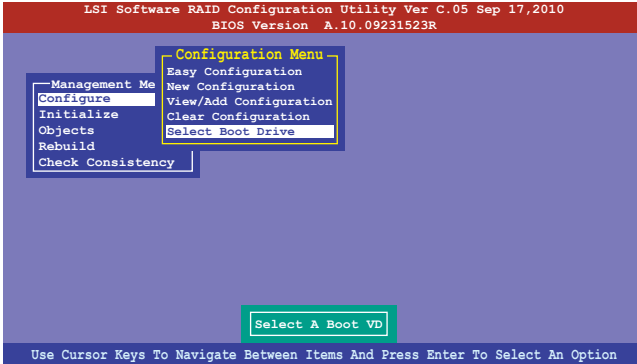 LSI Software RAID Configuration Utility Ver C.05 Sep 17,2010
BIOS Version A.10.09231523R
Configuration Menu
Easy Configuration
New Configuration
View/Add Configuration
Clear Configuration
Select Boot Drive
Management Me
Configure
Initialize
Objects
Rebuild
Check Consistency
Select A Boot VD
Use Cursor Keys To Navigate Between Items And Press Enter To Select An Option